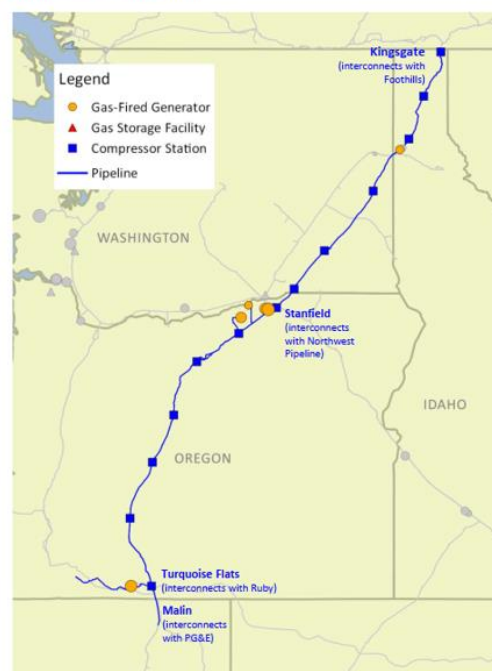 Kingsgate
(interconnects with
Foothills)
Legend
Gas-Fired Generator
Gas Storage Facility
Compressor Station
Pipeline
WASHINGTON
Stanfield
(interconnects
with Northwest
Pipeline)
IDAHO
OREGON
Turquoise Flats
(interconnects with Ruby)
Malin
(interconnects
with PG&E)